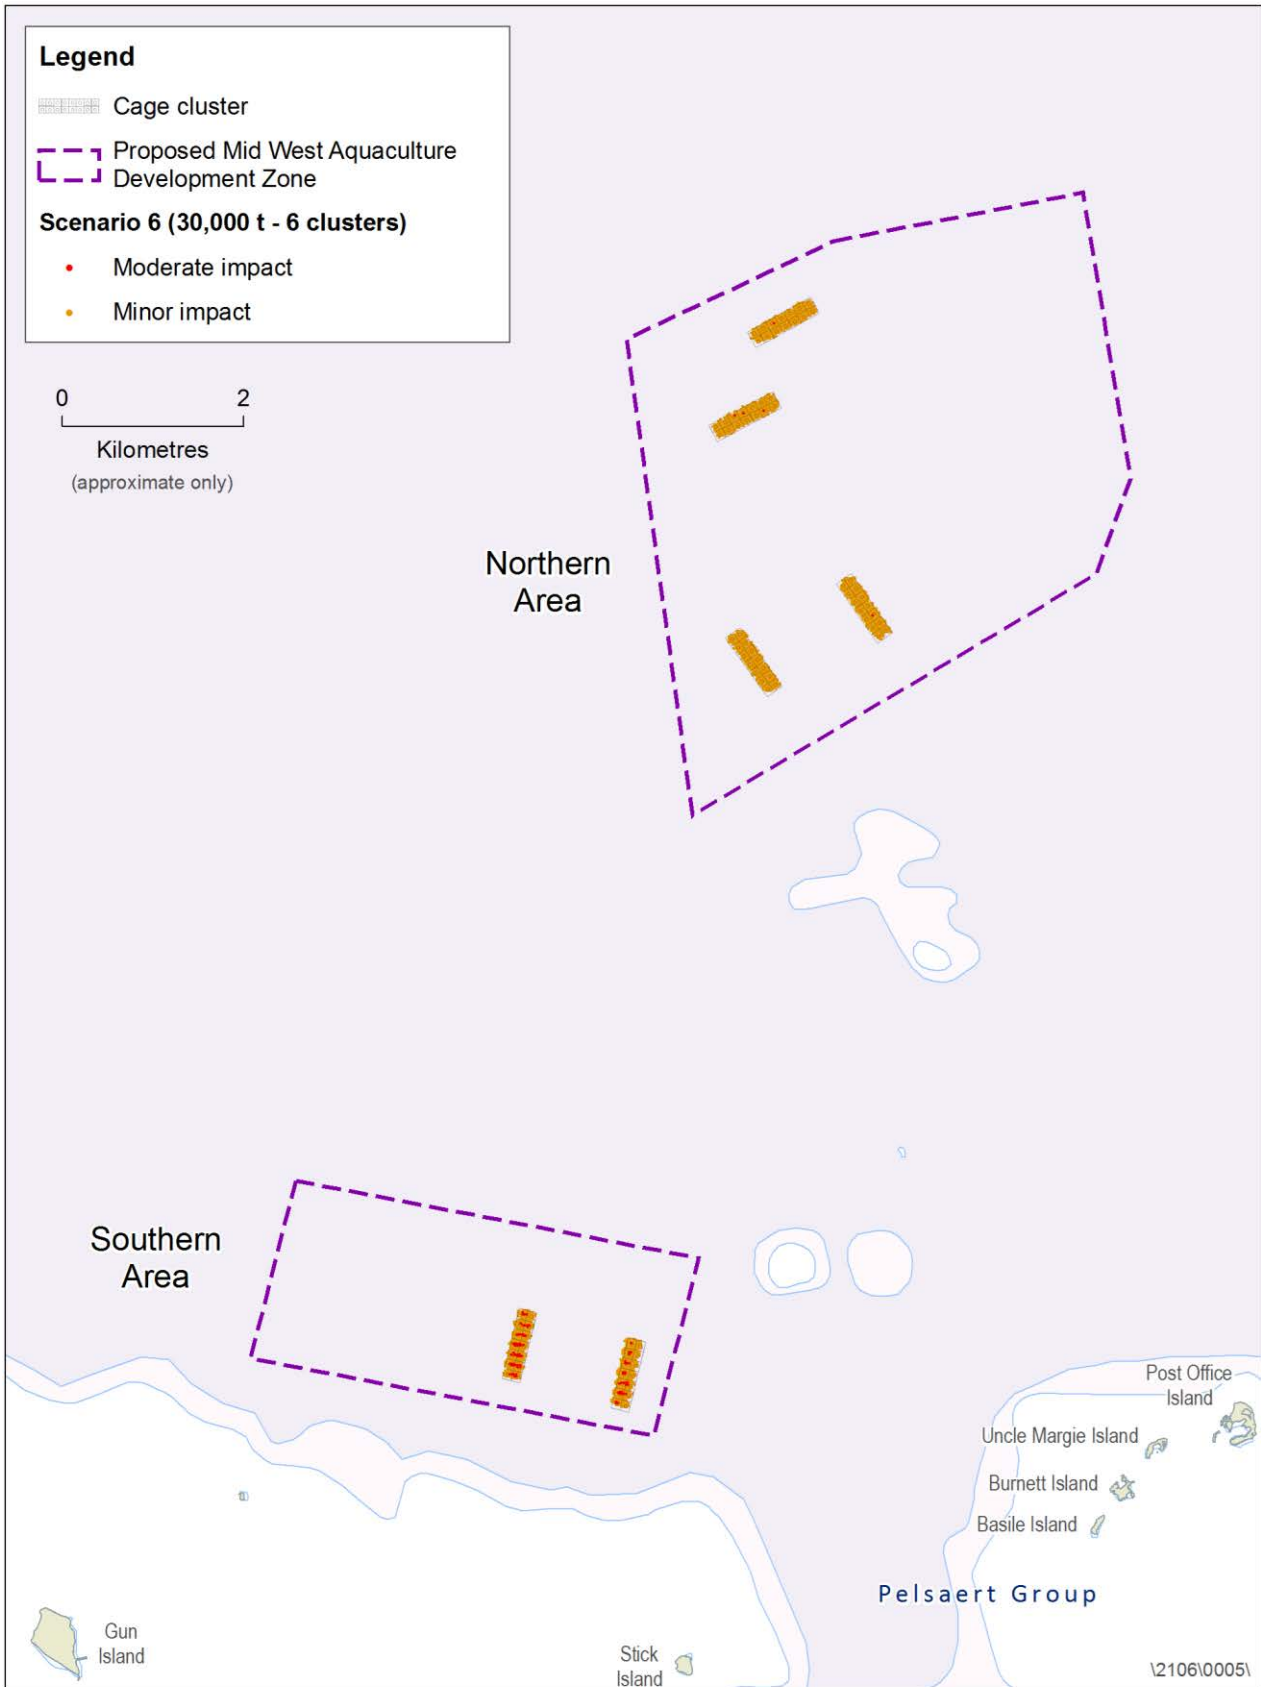 Legend
Cage cluster
Proposed Mid West Aquaculture
Development Zone
Scenario 6 (30,000 t - 6 clusters)
Moderate impact
Minor impact
0 2
Kilometres
(approximate only)
Northern
Area
Southern
Area
Post Office
Island
Uncle Margie Island
Burnett Island
Basile Island
Pelsaert Group
Gun
Island
Stick
Island
\2106\0005\